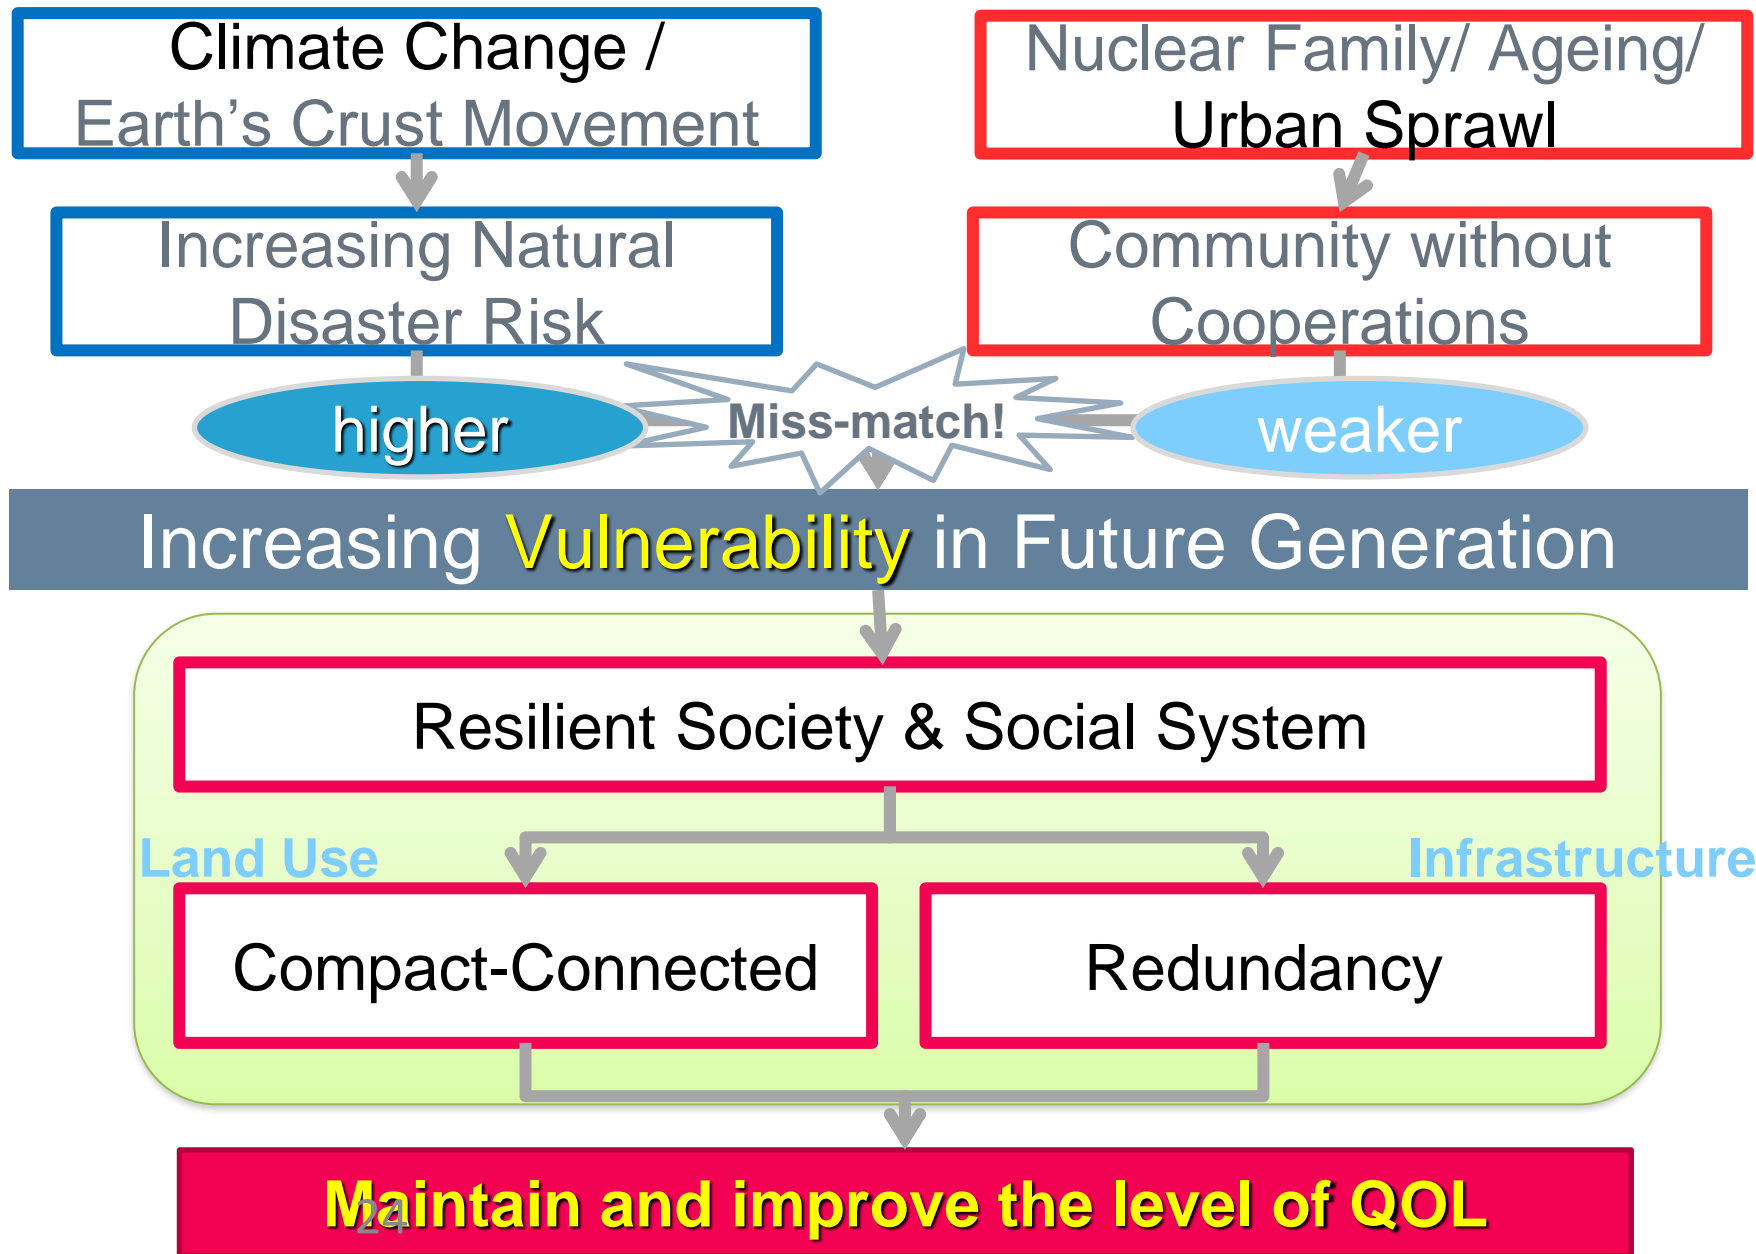 Climate Change /
Earth’s Crust Movement
Nuclear Family/ Ageing/
Urban Sprawl
Increasing Natural
Disaster Risk
Community without
Cooperations
higher
Miss-match!
weaker
Increasing Vulnerability in Future Generation
Resilient Society & Social System
Land Use
Infrastructure
Compact-Connected
Redundancy
Maintain and improve the level of QOL
24